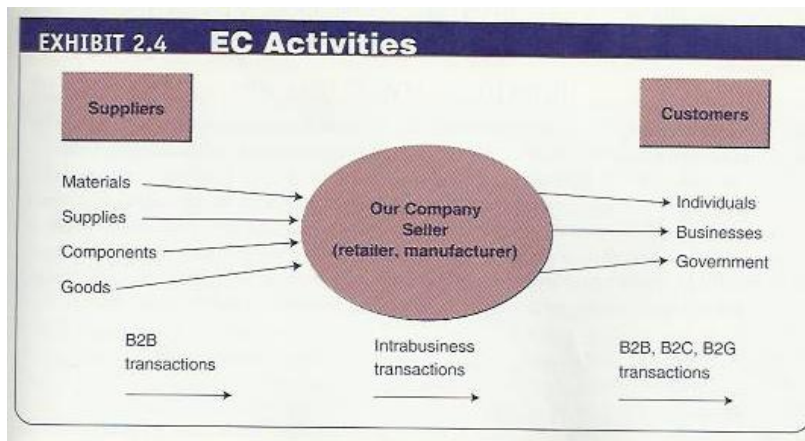 EXHIBIT 2.4 EC Activities
Suppliers
Customers
Materials
Supplies
Components
Goods
Our Company
Seller
(retailer, manufacturer)
Individuals
Businesses
Government
B2B
transactions
Intrabusiness
transactions
B2B, B2C, B2G
transactions